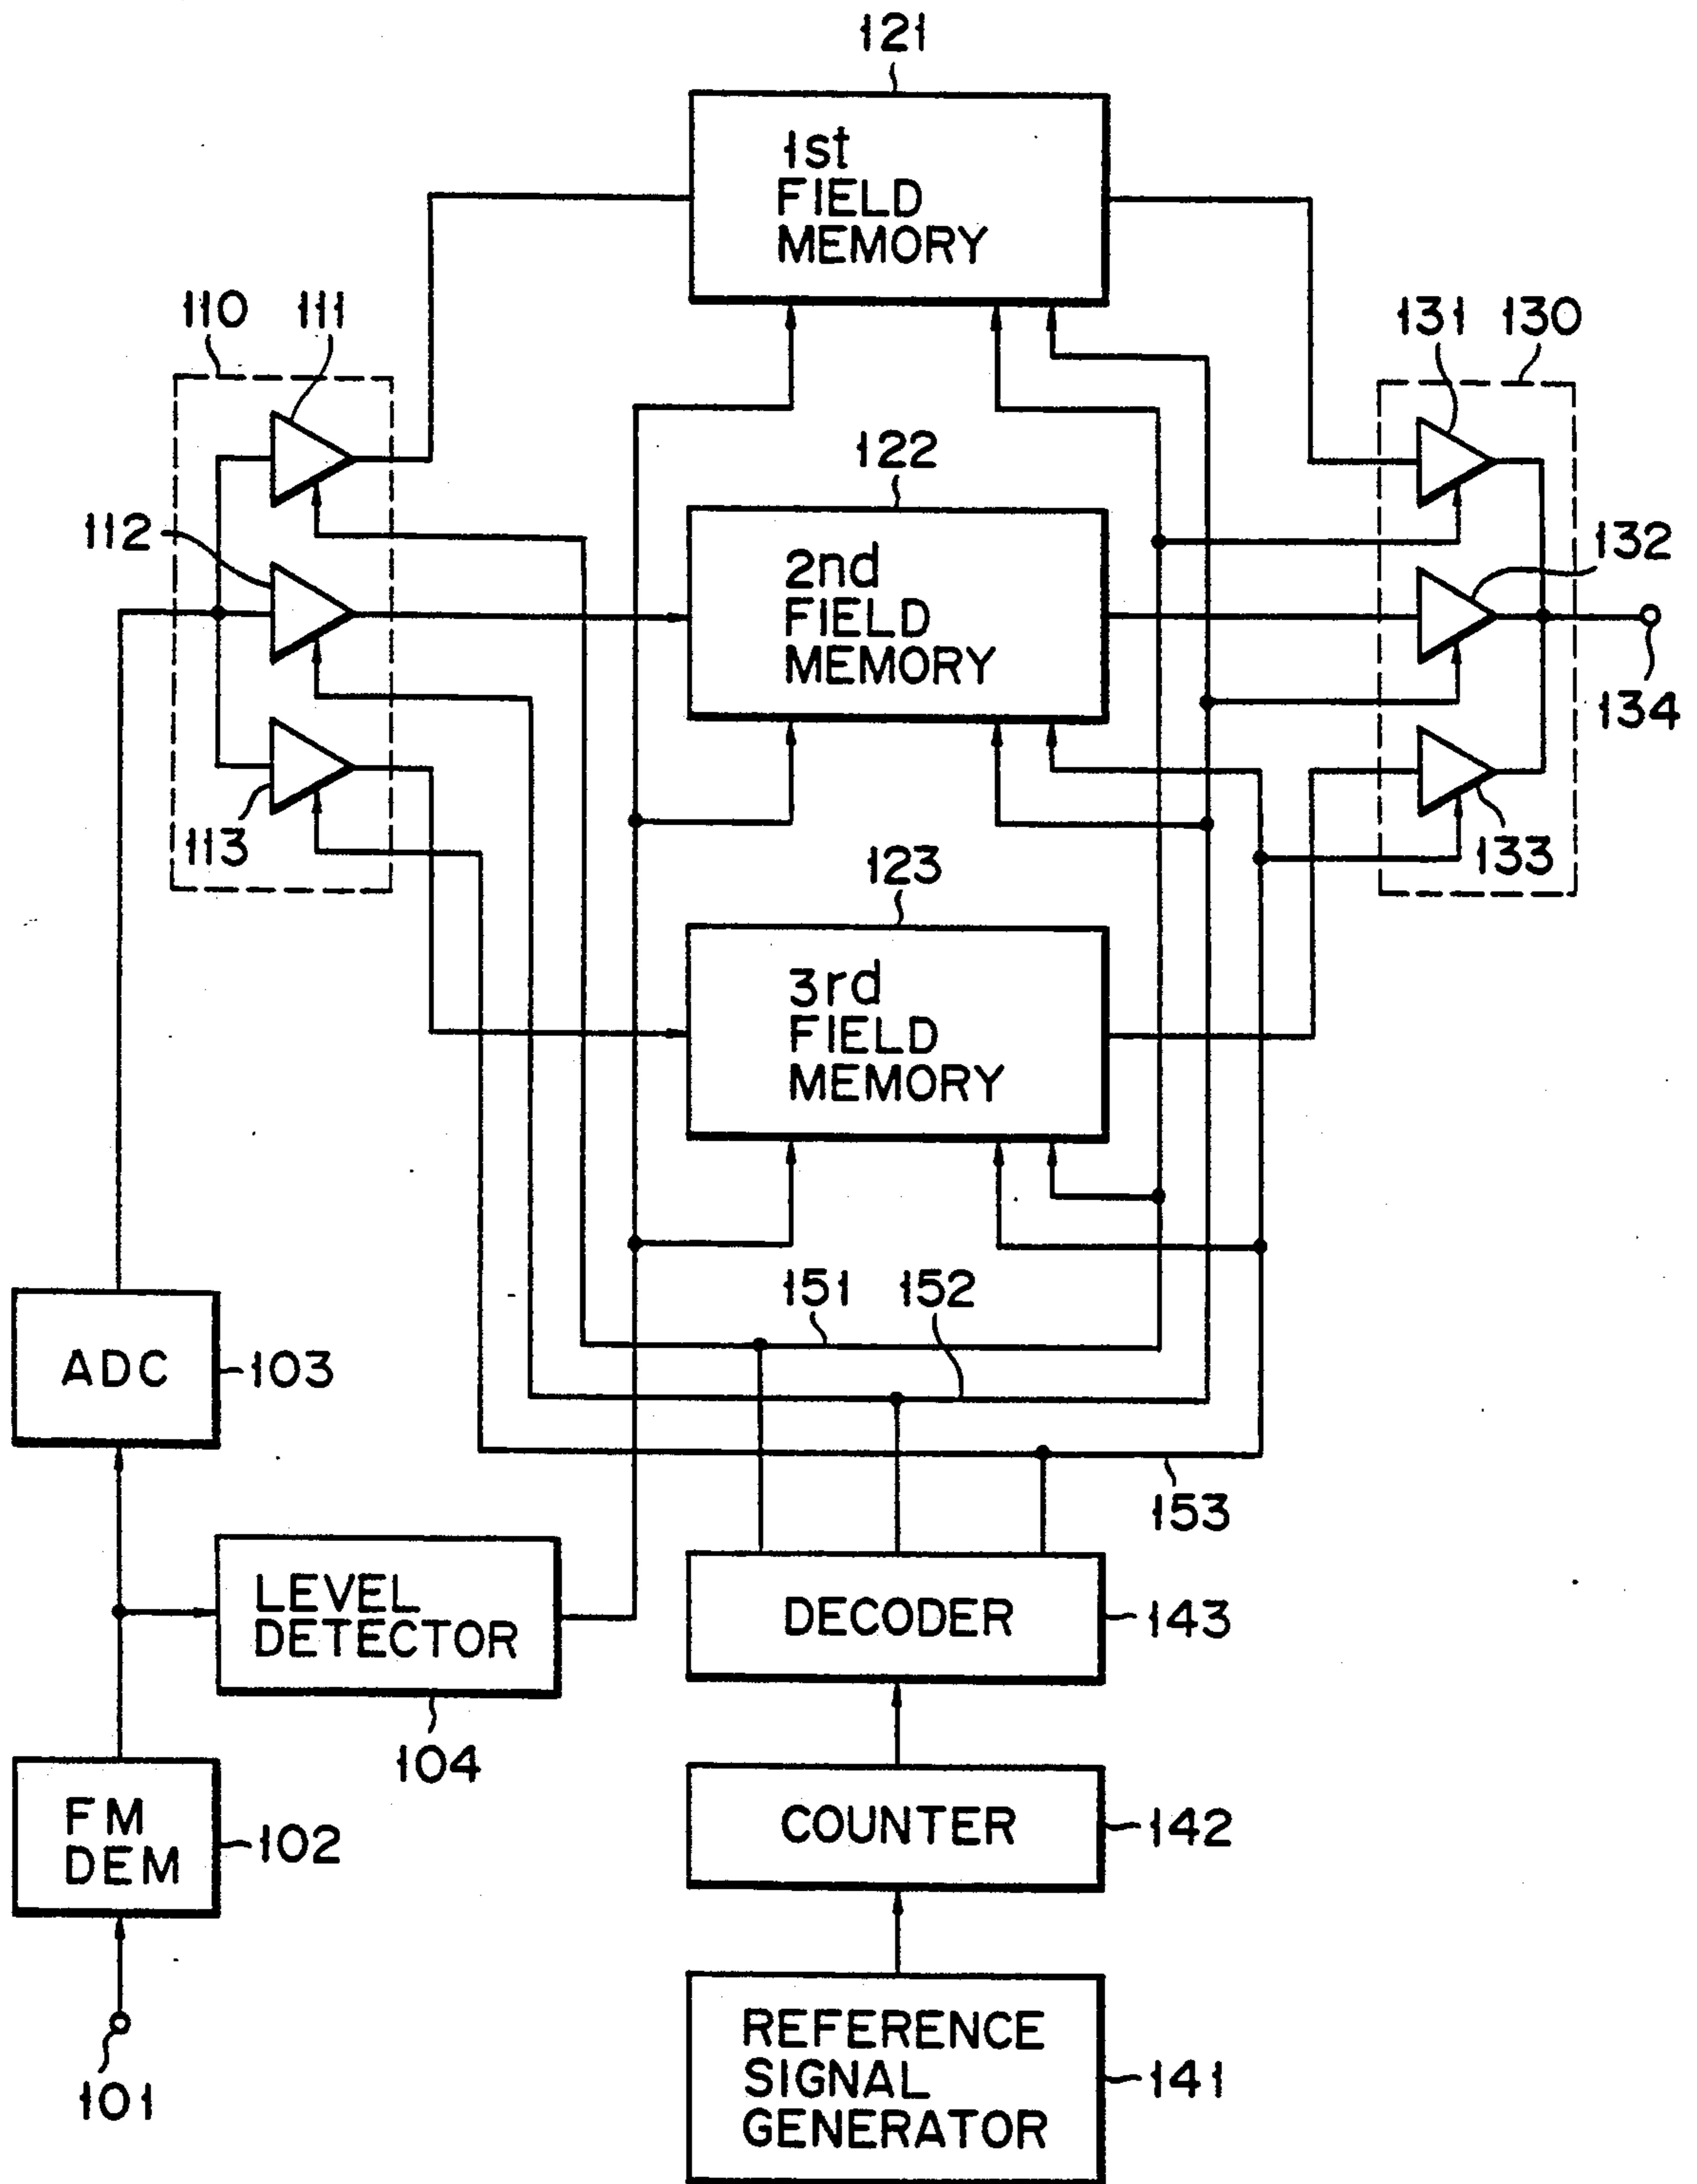 121
1st
FIELD
MEMORY
110
111
131
130
112
122
132
2nd
FIELD
MEMORY
134
113
123
133
3rd
FIELD
MEMORY
151
152
ADC
103
153
LEVEL
DETECTOR
DECODER
143
104
FM
DEM
102
COUNTER
142
101
REFERENCE
SIGNAL
GENERATOR
141